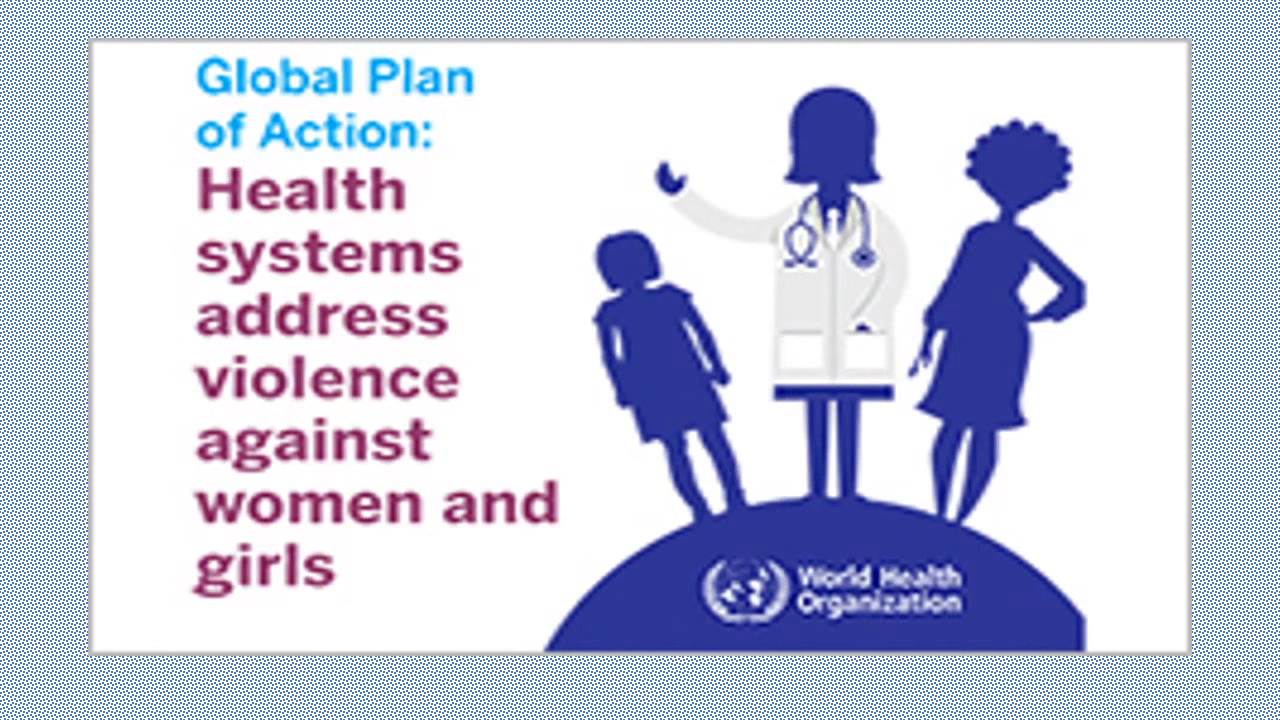 Global Plan
of Action:
Health
systems
address
violence
against
women and
girls
World Health
Organization